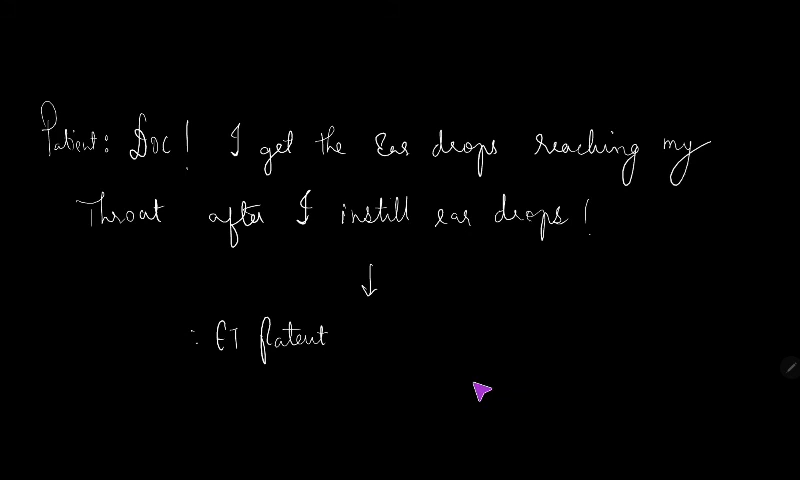 Patient: Doc! I get the Ear drops reaching my
Throat after I instill ear drops!
↓
∴ ET Patent